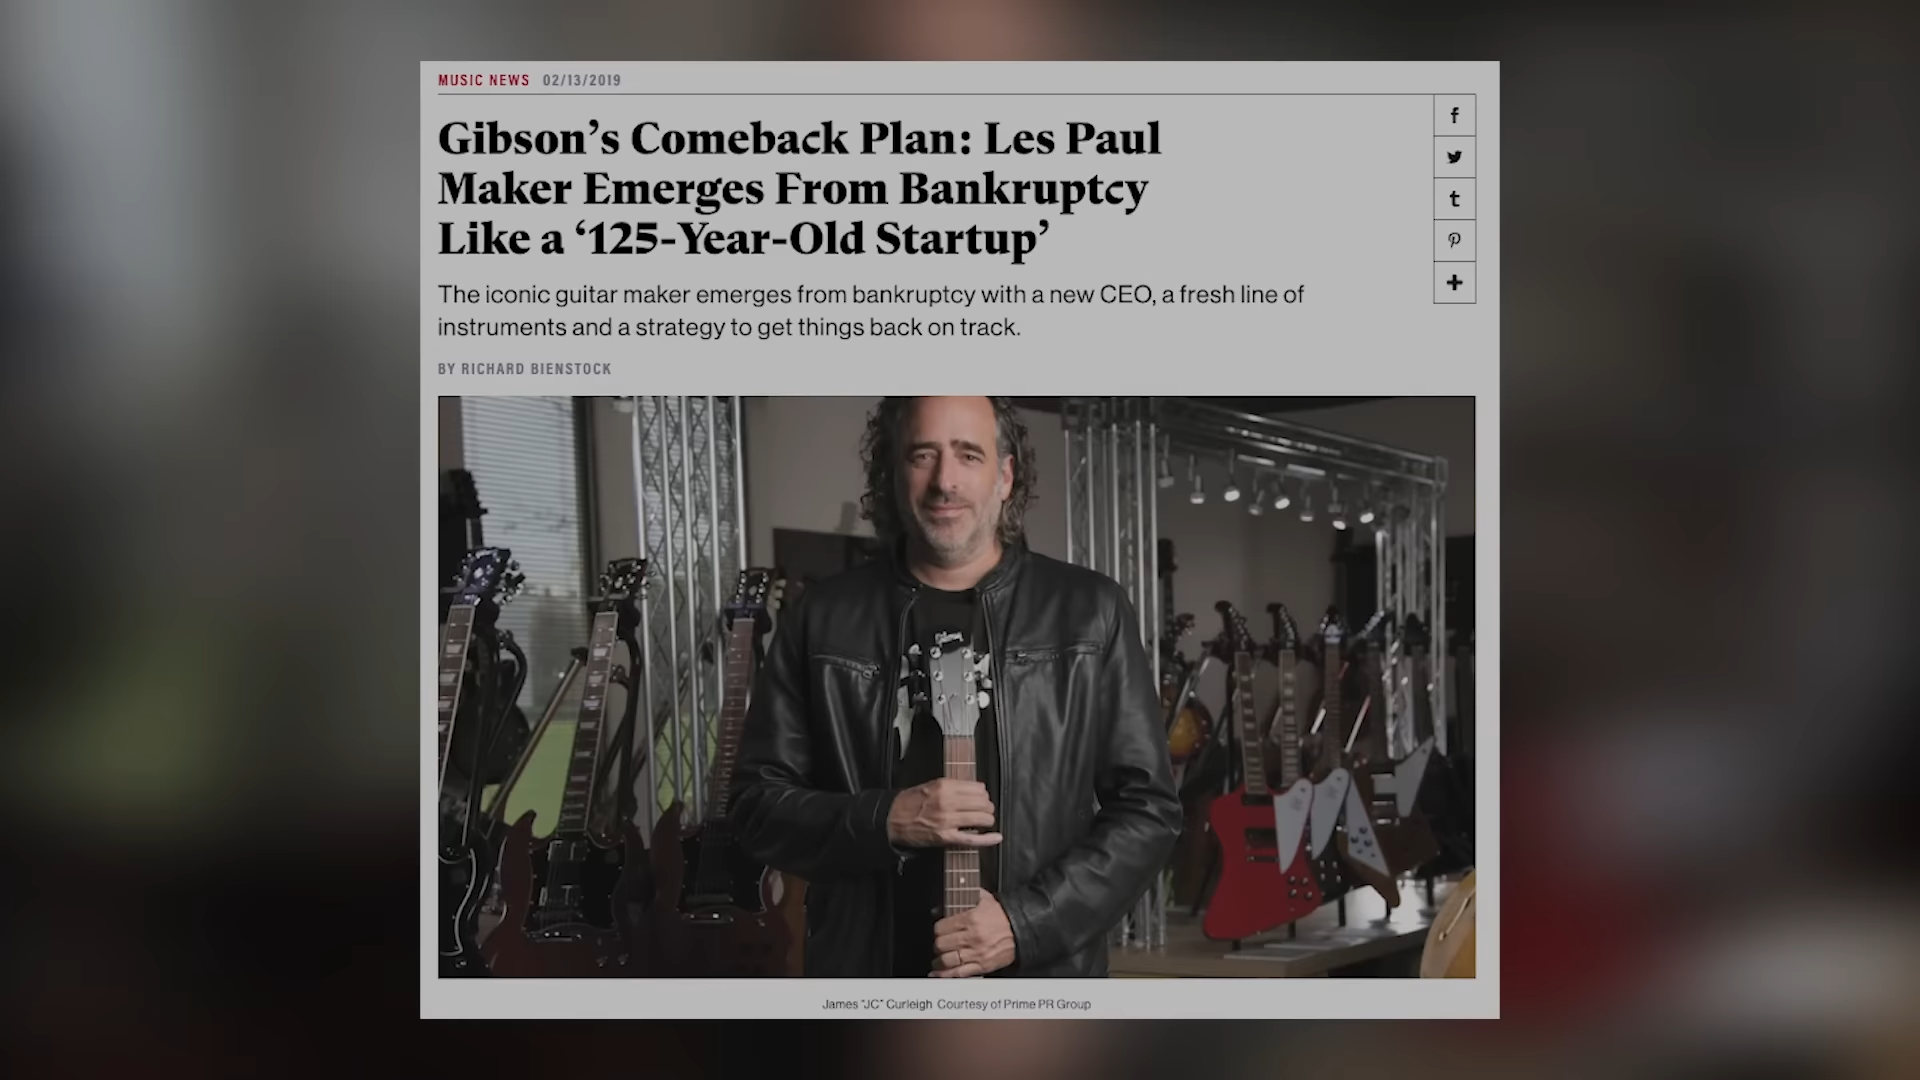 MUSIC NEWS 02/13/2019
Gibson’s Comeback Plan: Les Paul
Maker Emerges From Bankruptcy
Like a ‘125-Year-Old Startup’
The iconic guitar maker emerges from bankruptcy with a new CEO, a fresh line of
instruments and a strategy to get things back on track.
BY RICHARD BIENSTOCK
Gibson
James "JC" Curleigh Courtesy of Prime PR Group